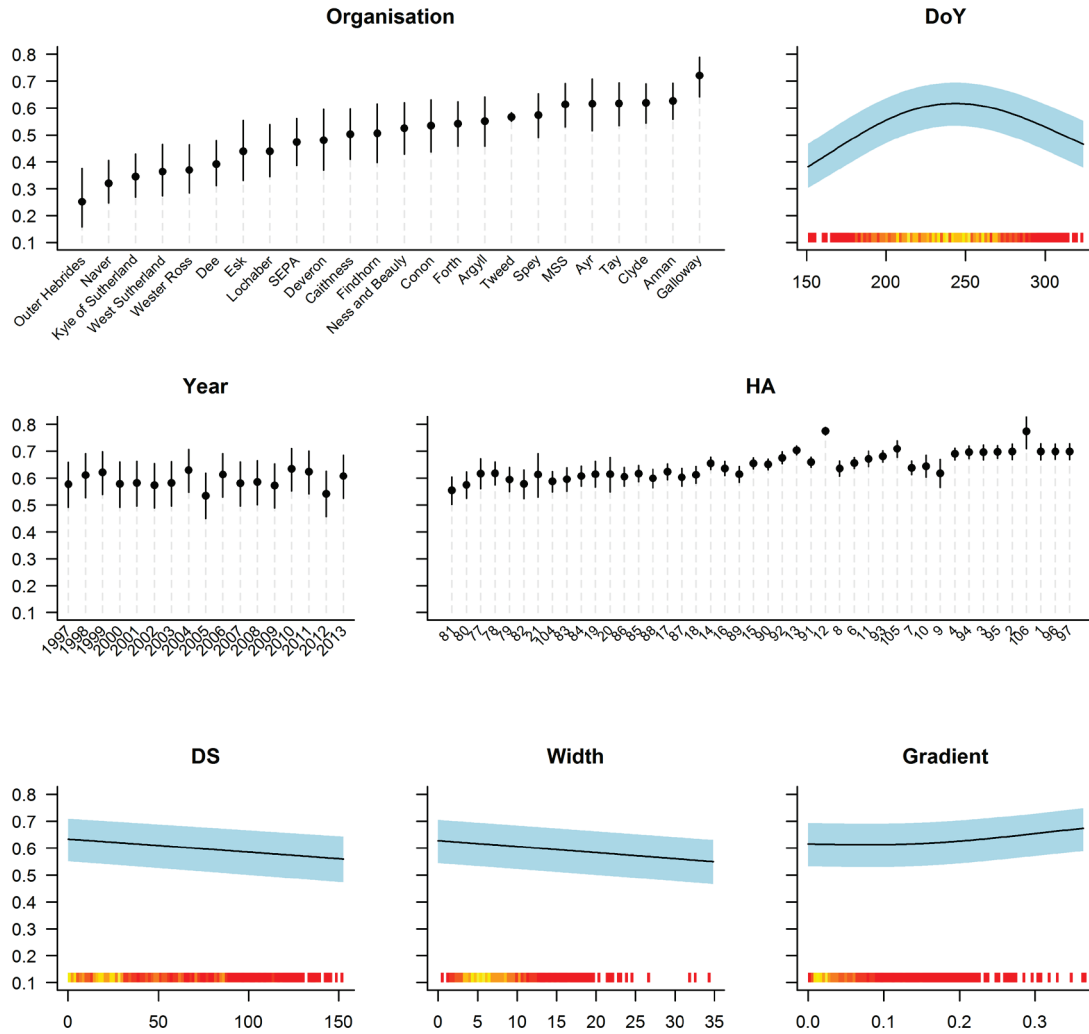 Organisation
DoY
0.8
0.7
0.6
0.5
0.4
0.3
0.2
0.1
Outer Hebrides
Naver
Kyle of Sutherland
West Sutherland
Wester Ross
Dee
Esk
Lochaber
SEPA
Deveron
Caithness
Findhorn
Ness and Beauly
Conon
Forth
Argyll
Tweed
Spey
MSS
Ayr
Tay
Clyde
Annan
Galloway
150 200 250 300
Year
HA
0.8
0.7
0.6
0.5
0.4
0.3
0.2
0.1
1997
1998
1999
2000
2001
2002
2003
2004
2005
2006
2007
2008
2009
2010
2011
2012
2013
81
80
77
78
79
82
21
104
83
84
19
20
86
85
88
17
87
18
14
16
89
15
90
92
13
91
12
8
6
11
93
105
7
10
9
4
94
3
95
2
106
1
96
97
DS
Width
Gradient
0.8
0.7
0.6
0.5
0.4
0.3
0.2
0.1
0 50 100 150
0 5 10 15 20 25 30 35
0.0 0.1 0.2 0.3